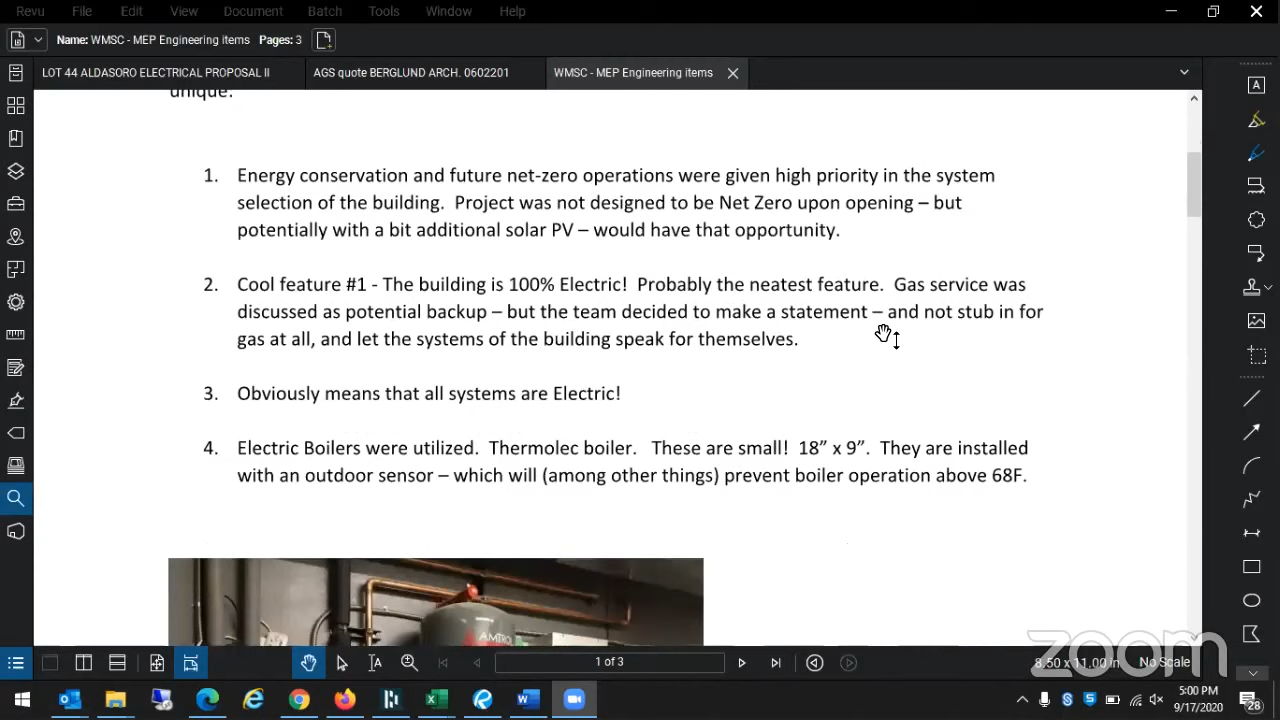 Revu File Edit View Document Batch Tools Window Help
Name: WMSC - MEP Engineering items Pages: 3
LOT 44 ALDASORO ELECTRICAL PROPOSAL II AGS quote BERGLUND ARCH. 0602201 WMSC - MEP Engineering items
unique:
1. Energy conservation and future net-zero operations were given high priority in the system
selection of the building. Project was not designed to be Net Zero upon opening – but
potentially with a bit additional solar PV – would have that opportunity.
2. Cool feature #1 - The building is 100% Electric! Probably the neatest feature. Gas service was
discussed as potential backup – but the team decided to make a statement – and not stub in for
gas at all, and let the systems of the building speak for themselves.
3. Obviously means that all systems are Electric!
4. Electric Boilers were utilized. Thermolec boiler. These are small! 18” x 9”. They are installed
with an outdoor sensor – which will (among other things) prevent boiler operation above 68F.
AMTRO
zoom
1 of 3 8.50 x 11.00 in No Scale
5:00 PM
9/17/2020
28